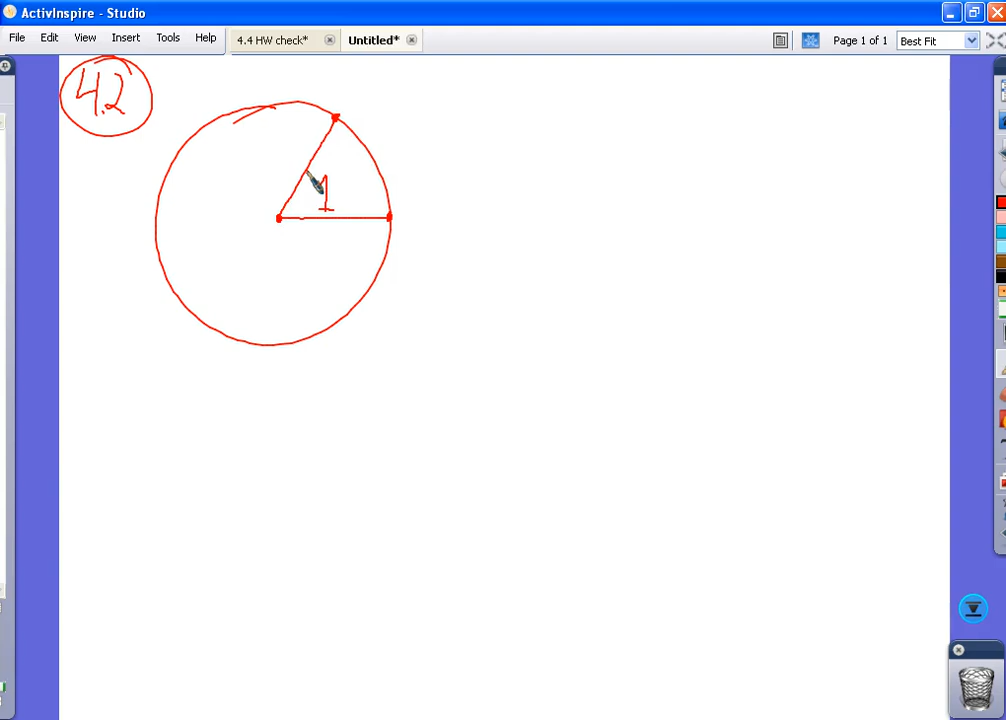 ActivInspire - Studio
File Edit View Insert Tools Help 4.4 HW check* Untitled* Page 1 of 1 Best Fit
4.2
1